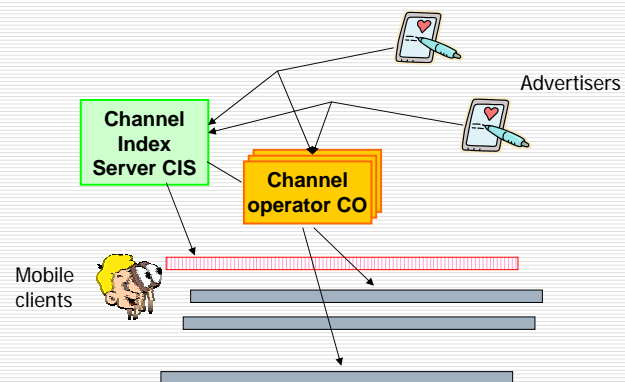 Advertisers
Channel
Index
Server CIS
Channel
operator CO
Mobile
clients